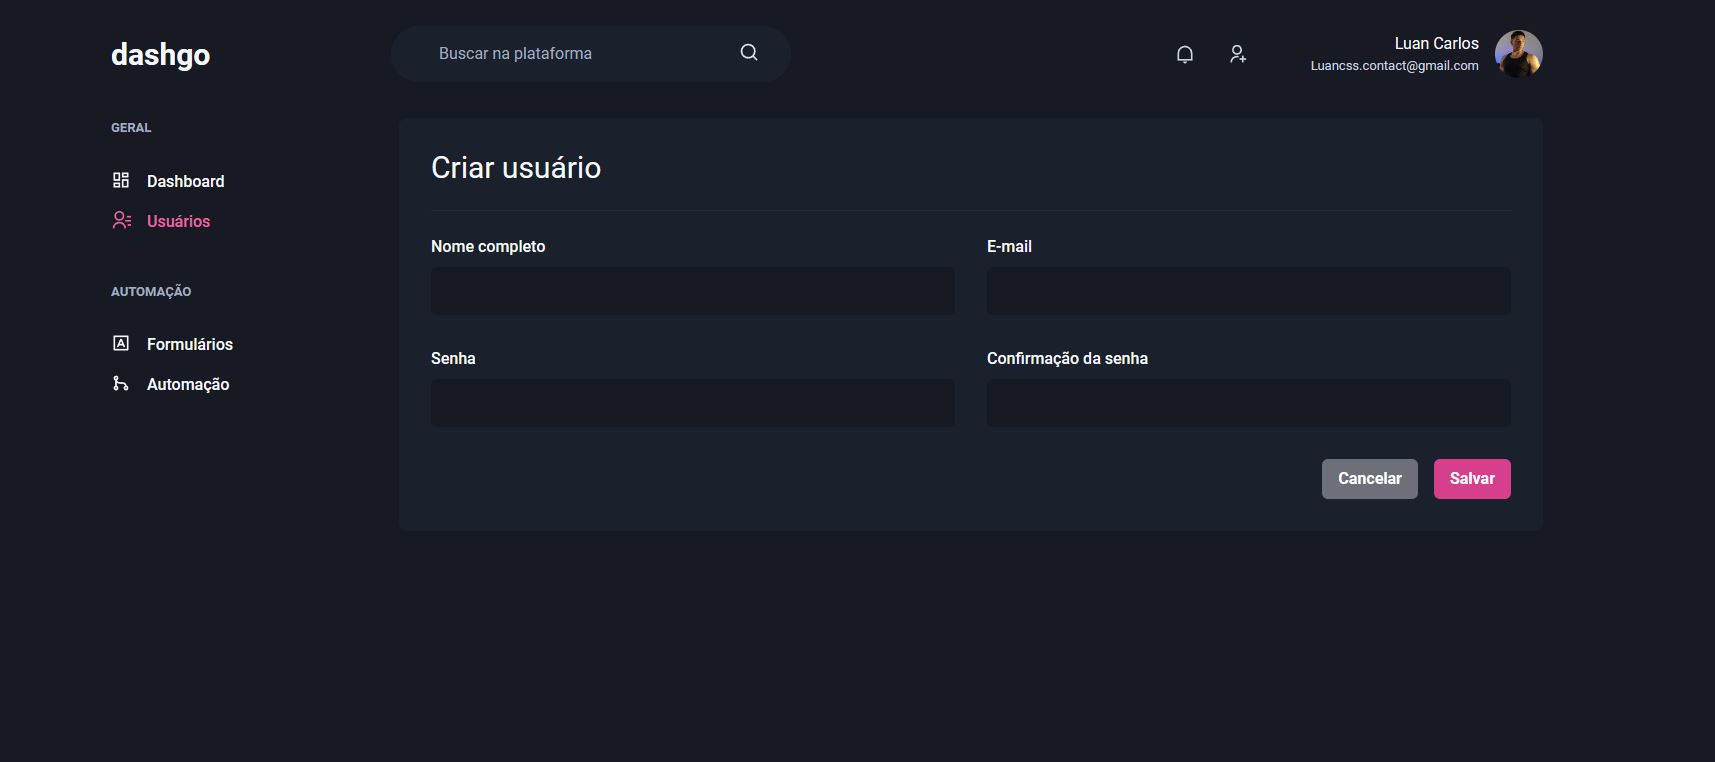 dashgo
Buscar na plataforma
Luan Carlos
Luancss.contact@gmail.com
GERAL
Dashboard
Usuários
AUTOMAÇÃO
Formulários
Automação
Criar usuário
Nome completo
E-mail
Senha
Confirmação da senha
Cancelar
Salvar